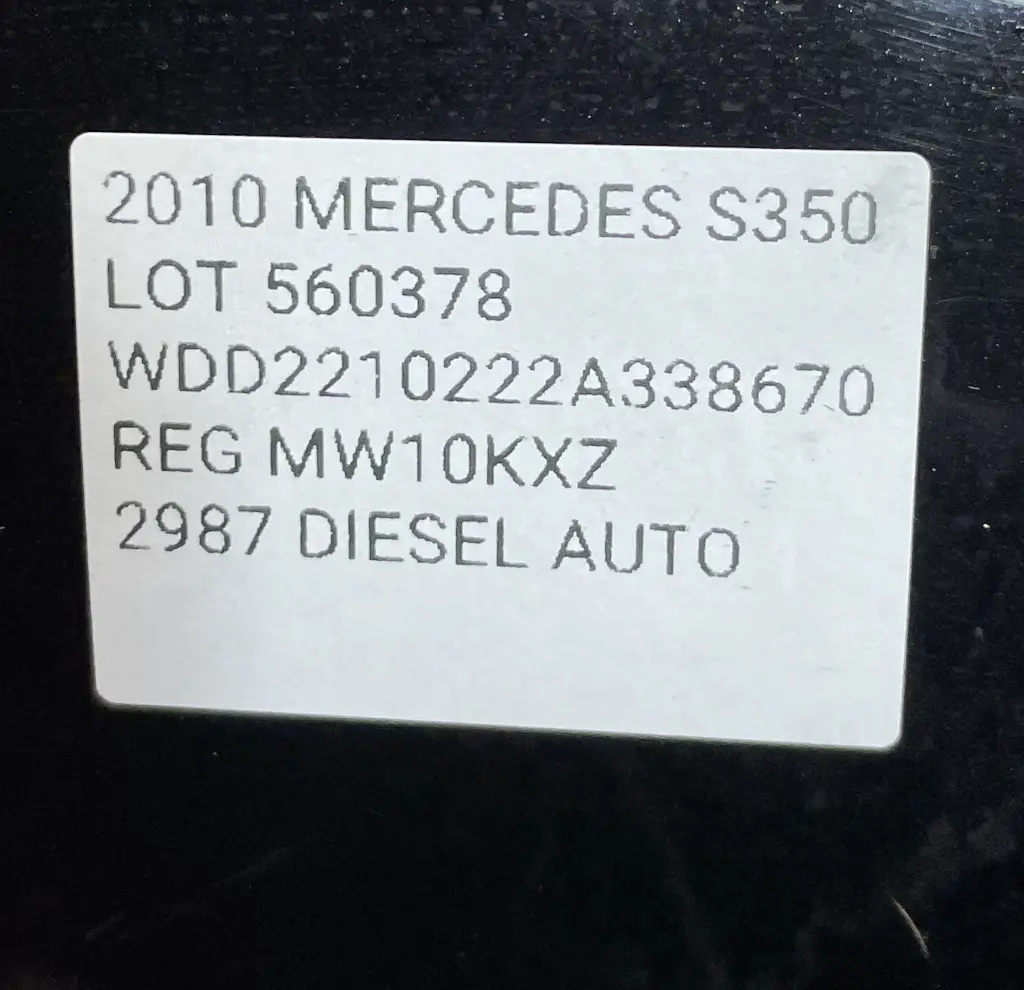 2010 MERCEDES S350
LOT 560378
WDD2210222A338670
REG MW10KXZ
2987 DIESEL AUTO